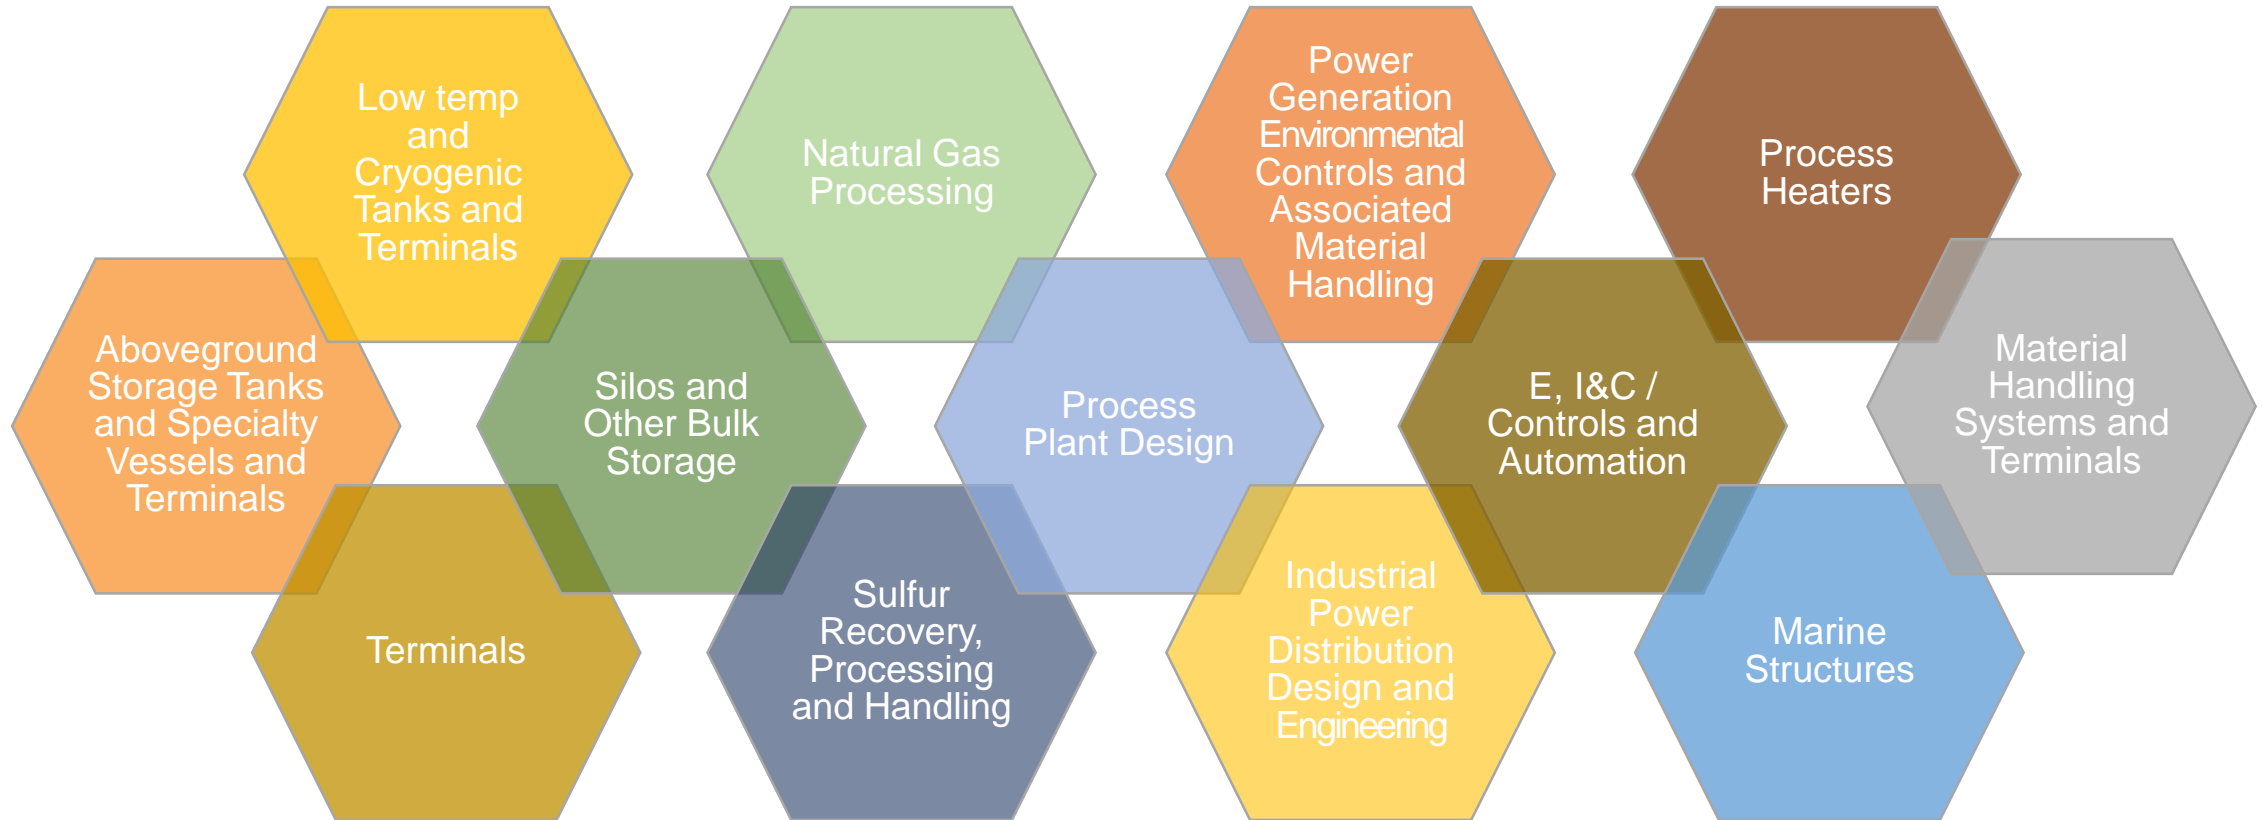 Low temp
and
Cryogenic
Tanks and
Terminals
Natural Gas
Processing
Power
Generation
Environmental
Controls and
Associated
Material
Handling
Process
Heaters
Aboveground
Storage Tanks
and Specialty
Vessels and
Terminals
Silos and
Other Bulk
Storage
Process
Plant Design
E, I&C /
Controls and
Automation
Material
Handling
Systems and
Terminals
Terminals
Sulfur
Recovery,
Processing
and Handling
Industrial
Power
Distribution
Design and
Engineering
Marine
Structures